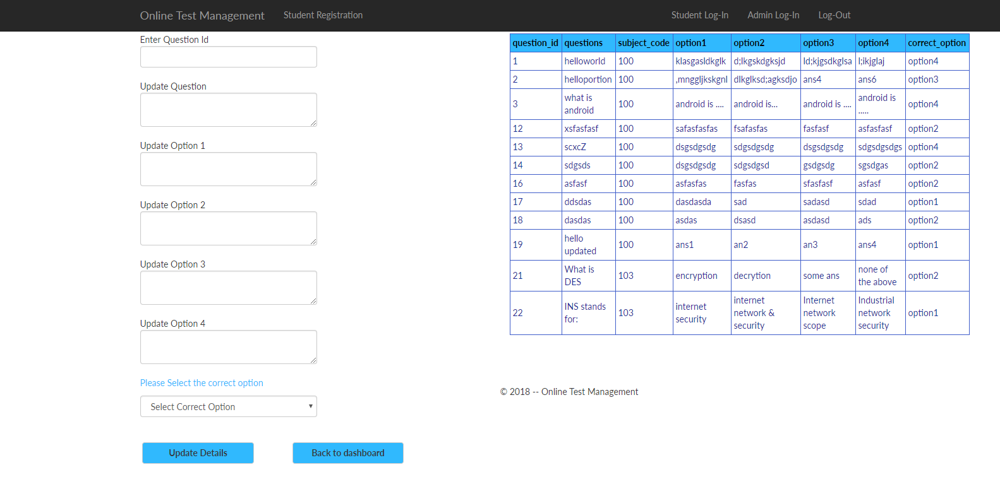 Online Test Management Student Registration Student Log-In Admin Log-In Log-Out
Enter Question Id
Update Question
Update Option 1
Update Option 2
Update Option 3
Update Option 4
Please Select the correct option
Select Correct Option
Update Details Back to dashboard
question_id questions subject_code option1 option2 option3 option4 correct_option
1 helloworld 100 klasgasldkglk d;lkgskdgksjd ld;kjgsdkglsa l;ikjglaj option4
2 helloportion 100 ,mnggljkskgnl dlkglksd;agksdjo ans4 ans6 option3
3 what is android 100 android is .... android is... android is .... android is ..... option4
12 xsfasfasf 100 safasfasfas fsafasfas fasfasf asfasfasf option2
13 scxcZ 100 dsgsdgsdg sdgsdgsdg dsgsdgsdg sdgsdgsdgs option4
14 sdgsds 100 dsgsdgsdg sdgsdgsd gsdgsdg sgsdgas option2
16 asfasf 100 asfasfas fasfas sfasfasf asfasf option2
17 ddsdas 100 dasdasda sad sadasd sdad option1
18 dasdas 100 asdas dsasd asdasd ads option2
19 hello updated 100 ans1 an2 an3 ans4 option1
21 What is DES 103 encryption decrytion some ans none of the above option2
22 INS stands for: 103 internet security internet network & security Internet network scope Industrial network security option1
© 2018 -- Online Test Management